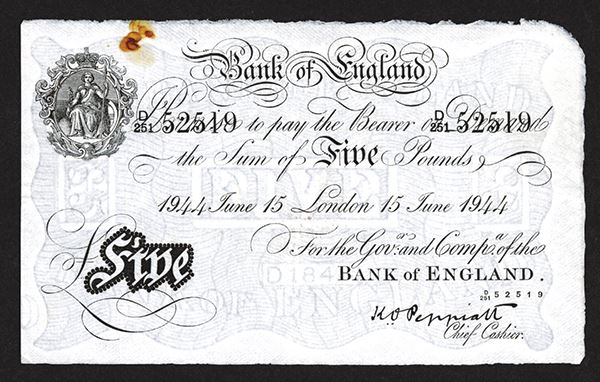 Bank of England
I Promise to pay the Bearer on Demand
D/251 52519 D/251 52519
the Sum of Five Pounds
1944 June 15 London 15 June 1944
For the Govr. and Compa. of the
BANK of ENGLAND.
D/251 52519
£Five
K O Peppiatt
Chief Cashier.